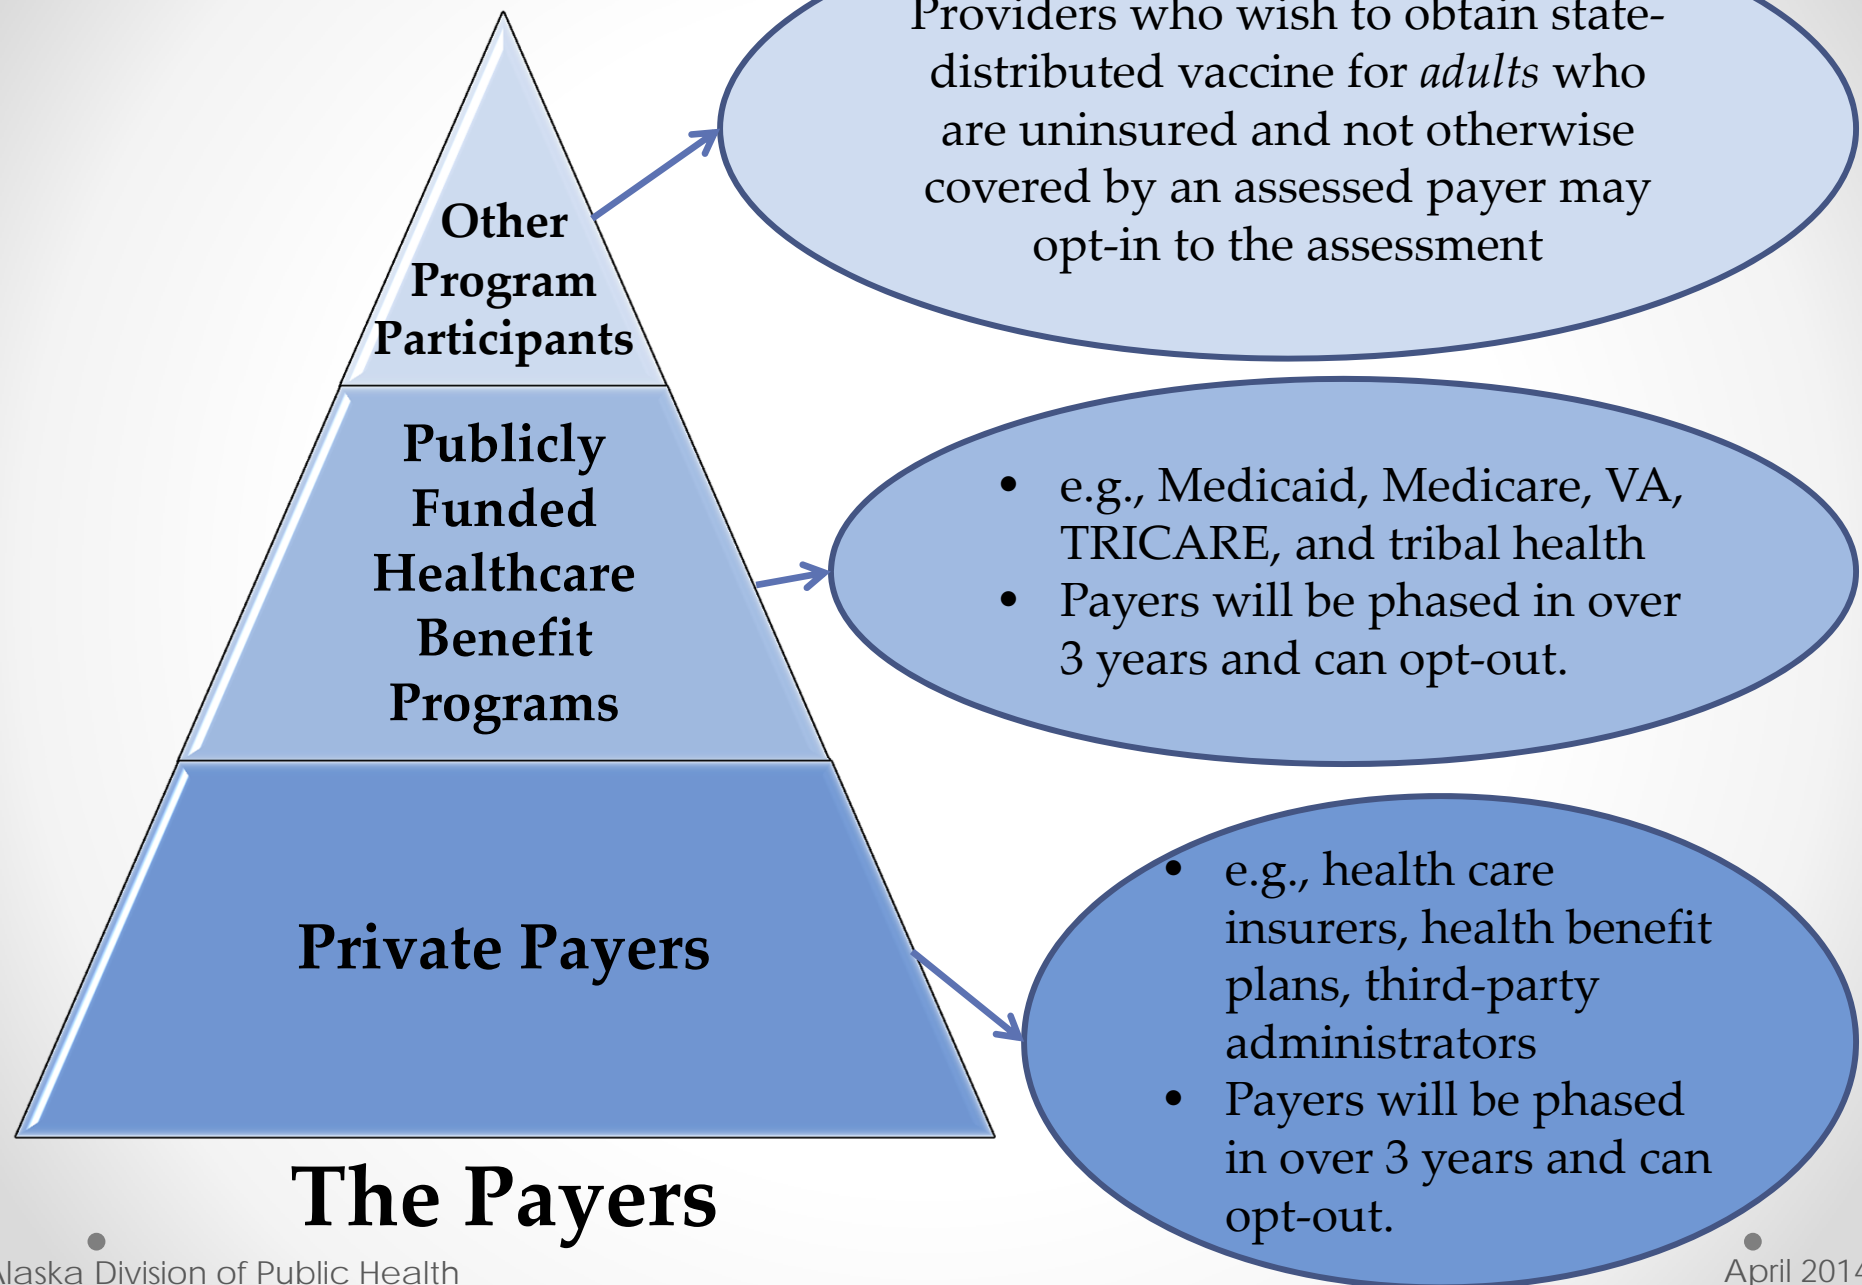 Providers who wish to obtain state-
distributed vaccine for adults who
are uninsured and not otherwise
covered by an assessed payer may
opt-in to the assessment
Other
Program
Participants
Publicly
Funded
Healthcare
Benefit
Programs
• e.g., Medicaid, Medicare, VA,
TRICARE, and tribal health
• Payers will be phased in over
3 years and can opt-out.
Private Payers
• e.g., health care
insurers, health benefit
plans, third-party
administrators
• Payers will be phased
in over 3 years and can
opt-out.
The Payers
Alaska Division of Public Health
April 2014